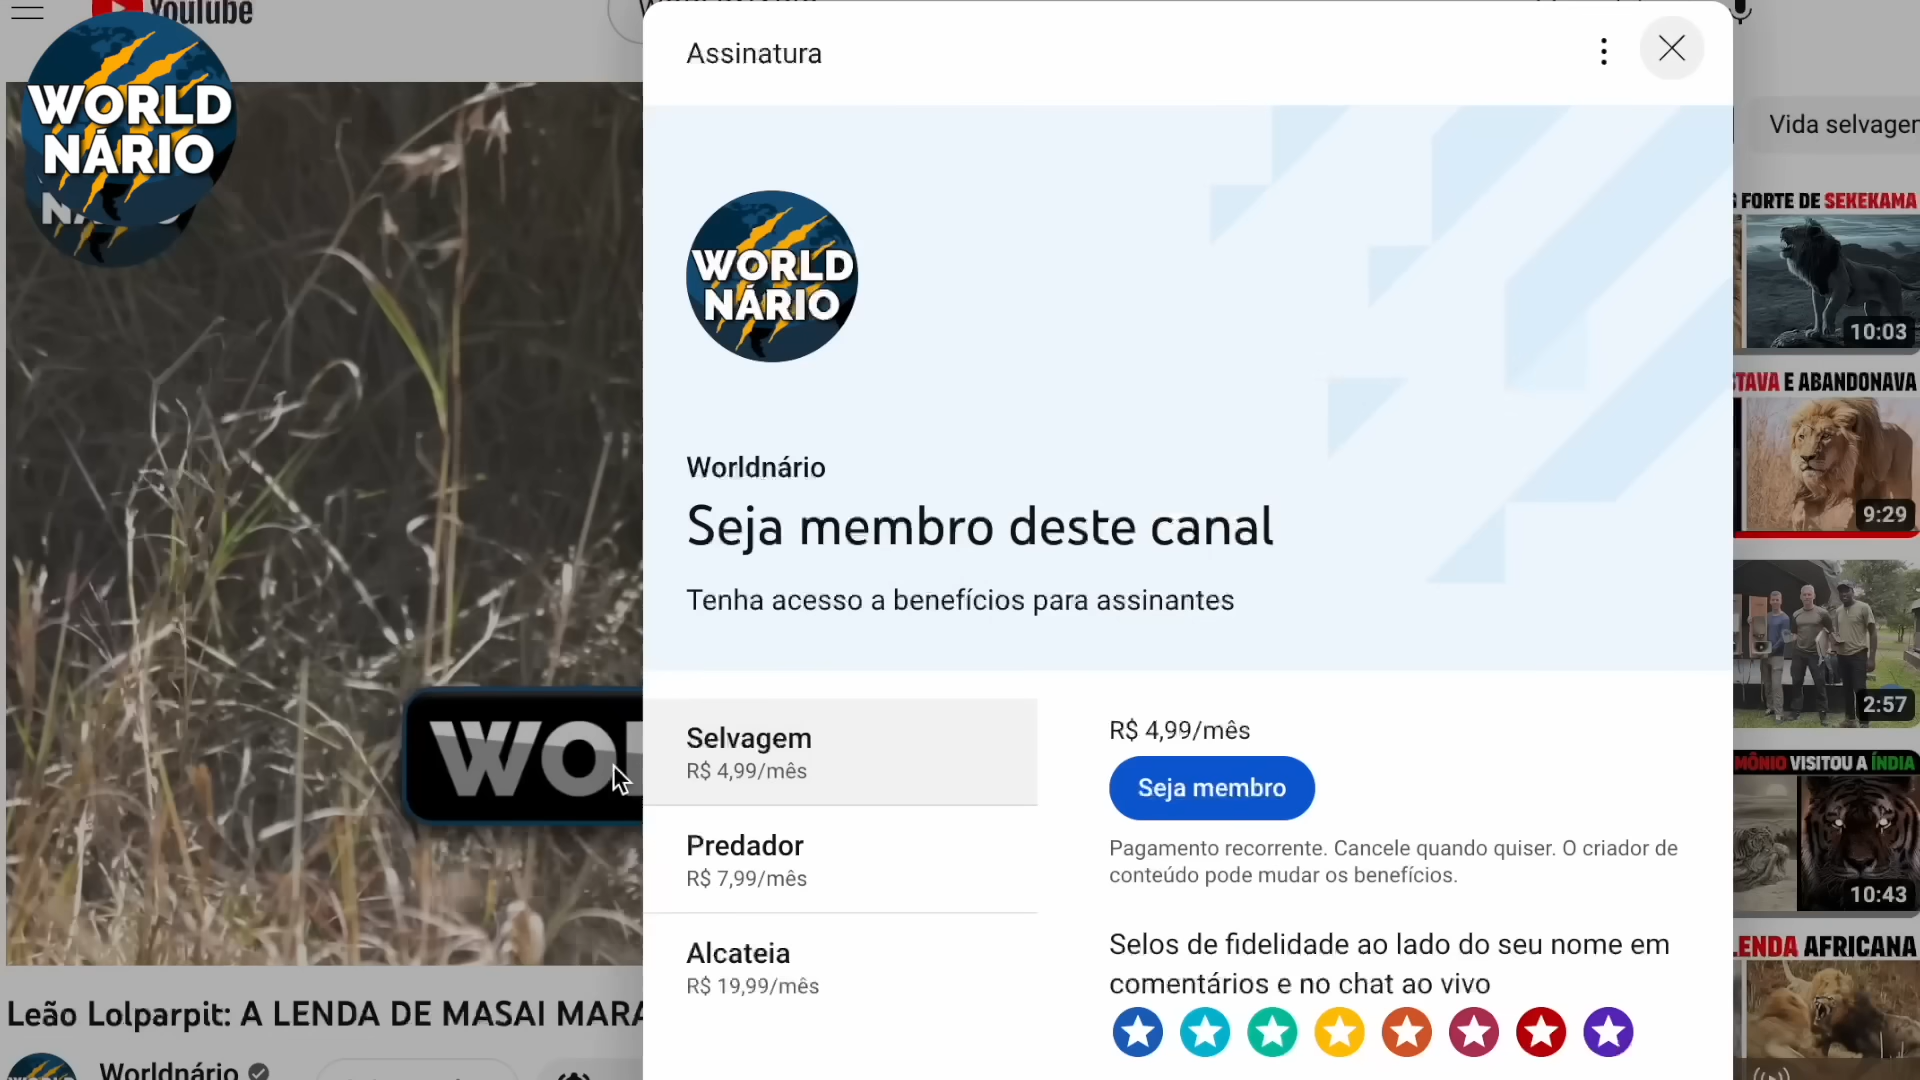 YouTube
WORLD
NÁRIO
WORLD
NÁRIO
WO
Leão Lolparpit: A LENDA DE MASAI MARA
Worldnário
Assinatura
Worldnário
Seja membro deste canal
Tenha acesso a benefícios para assinantes
Selvagem
R$ 4,99/mês
Predador
R$ 7,99/mês
Alcateia
R$ 19,99/mês
R$ 4,99/mês
Seja membro
Pagamento recorrente. Cancele quando quiser. O criador de
conteúdo pode mudar os benefícios.
Selos de fidelidade ao lado do seu nome em
comentários e no chat ao vivo
Vida selvagem
FORTE DE SEKEKAMA
10:03
TAVA E ABANDONAVA
9:29
2:57
MÔNIO VISITOU A ÍNDIA
10:43
LENDA AFRICANA